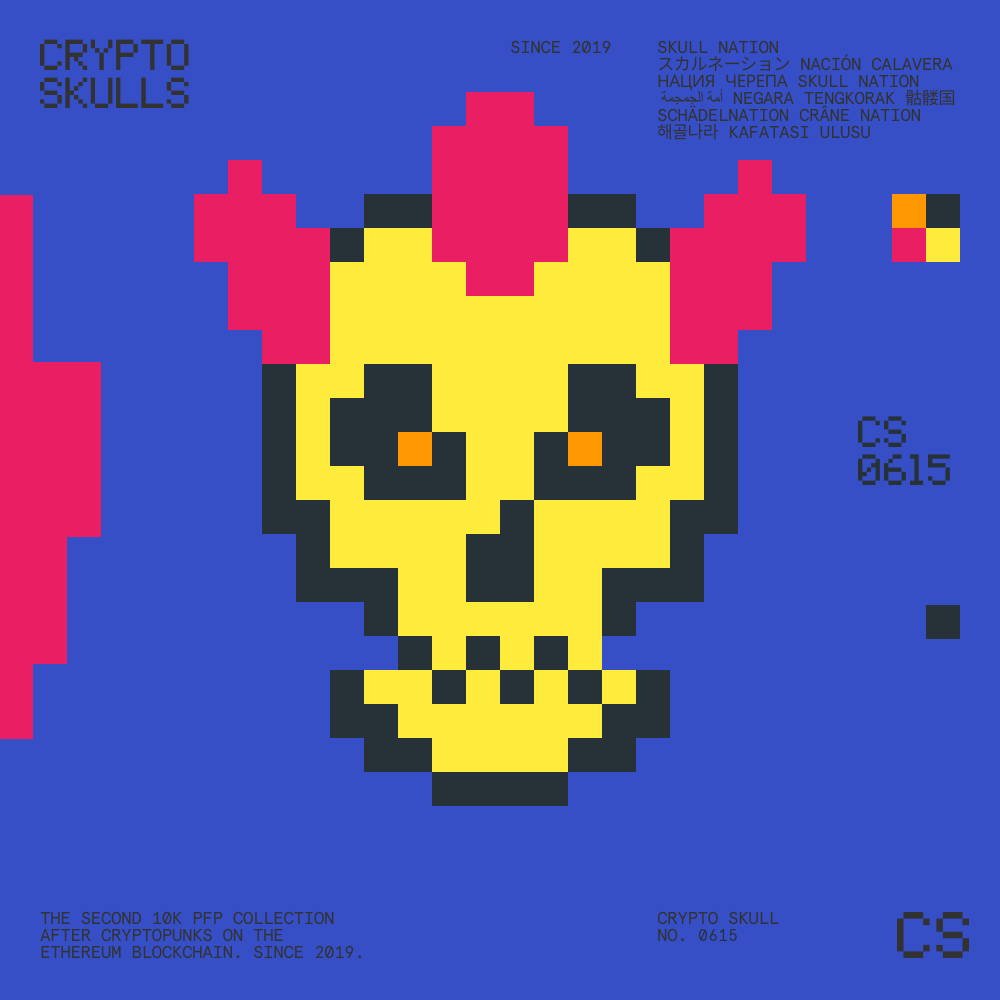 CRYPTO
SKULLS
SINCE 2019
SKULL NATION
スカルネーション NACIÓN CALAVERA
НАЦИЯ ЧЕРЕПА SKULL NATION
أمة الجمجمة NEGARA TENGKORAK 骷髅国
SCHÄDELNATION CRÂNE NATION
해골나라 KAFATASI ULUSU
CS
0615
THE SECOND 10K PFP COLLECTION
AFTER CRYPTOPUNKS ON THE
ETHEREUM BLOCKCHAIN. SINCE 2019.
CRYPTO SKULL
NO. 0615
CS